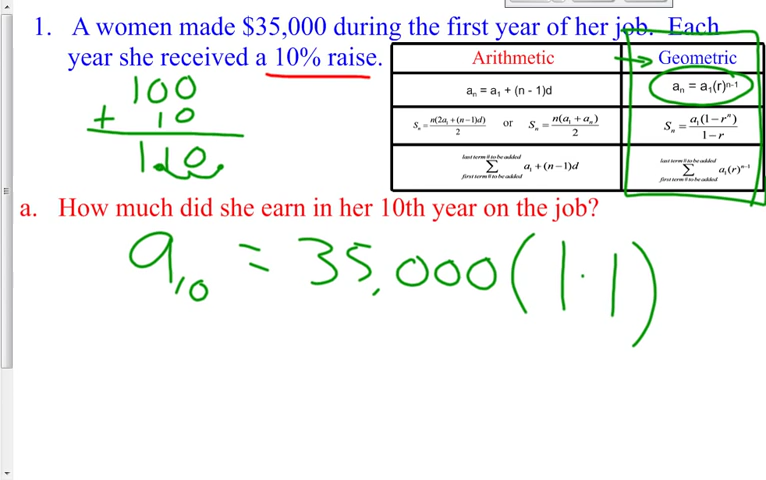 1. A women made $35,000 during the first year of her job. Each
year she received a 10% raise.
100
+ 10
110
Arithmetic Geometric
aₙ = a₁ + (n - 1)d aₙ = a₁(r)ⁿ⁻¹
Sₙ = n(2a₁ + (n−1)d)/2 or Sₙ = n(a₁ + aₙ)/2 Sₙ = a₁(1−rⁿ)/1−r
last term # to be added last term # to be added
∑ a₁ + (n−1)d ∑ a₁(r)ⁿ⁻¹
first term # to be added first term # to be added
a. How much did she earn in her 10th year on the job?
a₁₀ = 35,000(1.1)